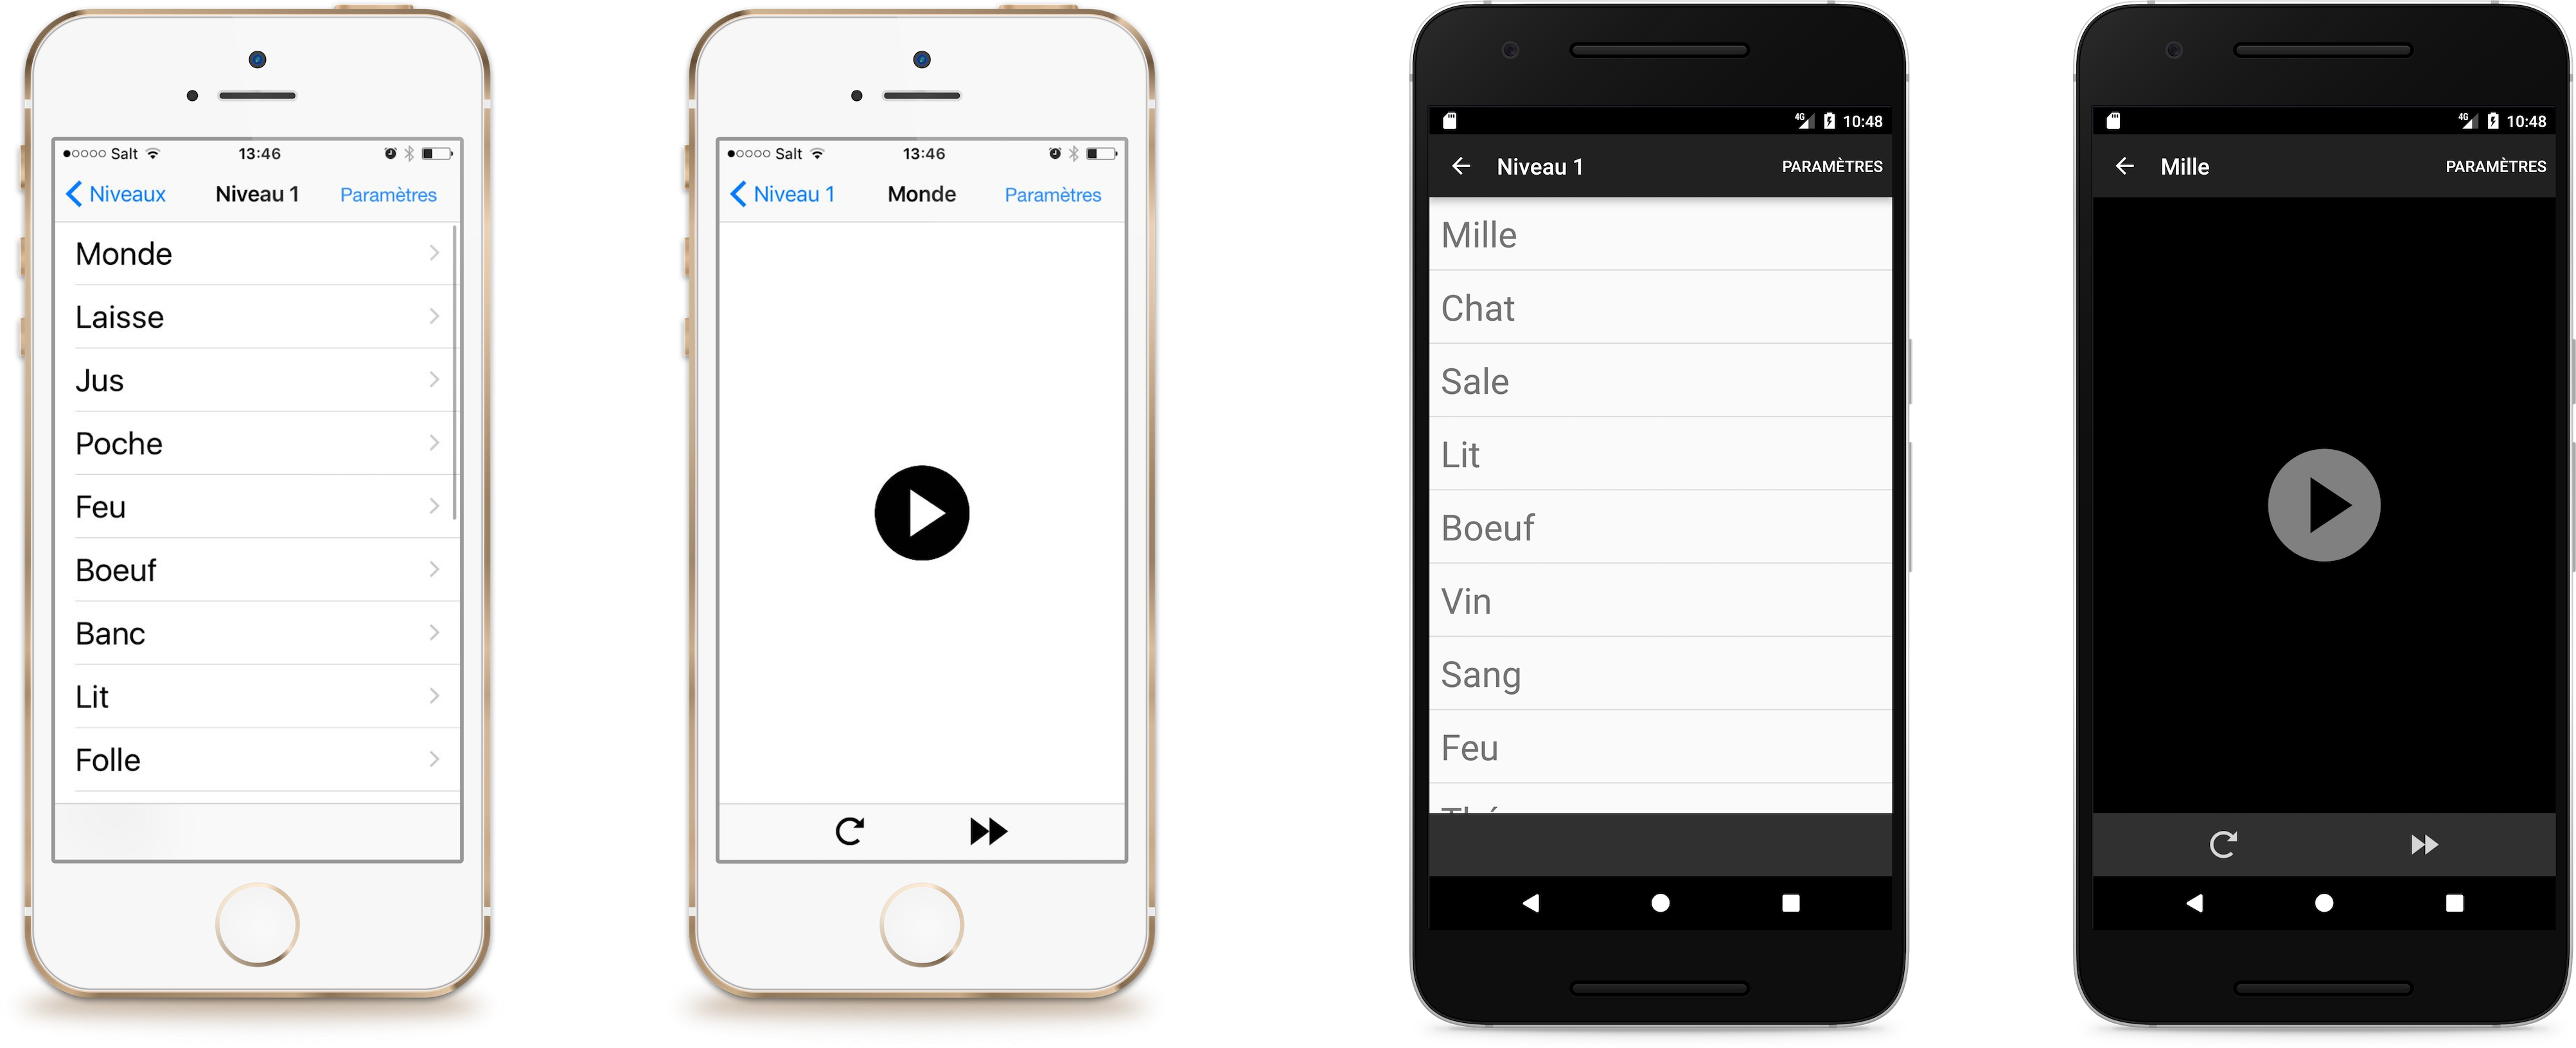 Salt 13:46
Niveaux Niveau 1 Paramètres
Monde
Laisse
Jus
Poche
Feu
Boeuf
Banc
Lit
Folle
Salt 13:46
Niveau 1 Monde Paramètres
4G 10:48
Niveau 1 PARAMÈTRES
Mille
Chat
Sale
Lit
Boeuf
Vin
Sang
Feu
4G 10:48
Mille PARAMÈTRES